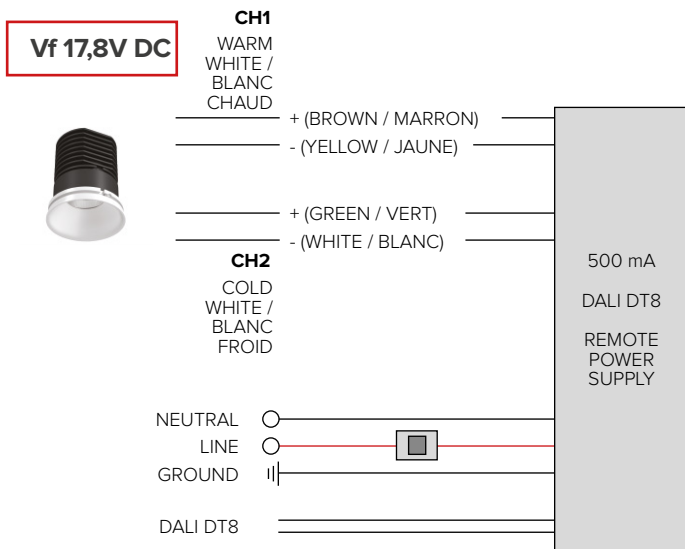 Vf 17,8V DC
CH1
WARM
WHITE /
BLANC
CHAUD
+ (BROWN / MARRON)
- (YELLOW / JAUNE)
+ (GREEN / VERT)
- (WHITE / BLANC)
CH2
COLD
WHITE /
BLANC
FROID
500 mA
DALI DT8
REMOTE
POWER
SUPPLY
NEUTRAL
LINE
GROUND
DALI DT8